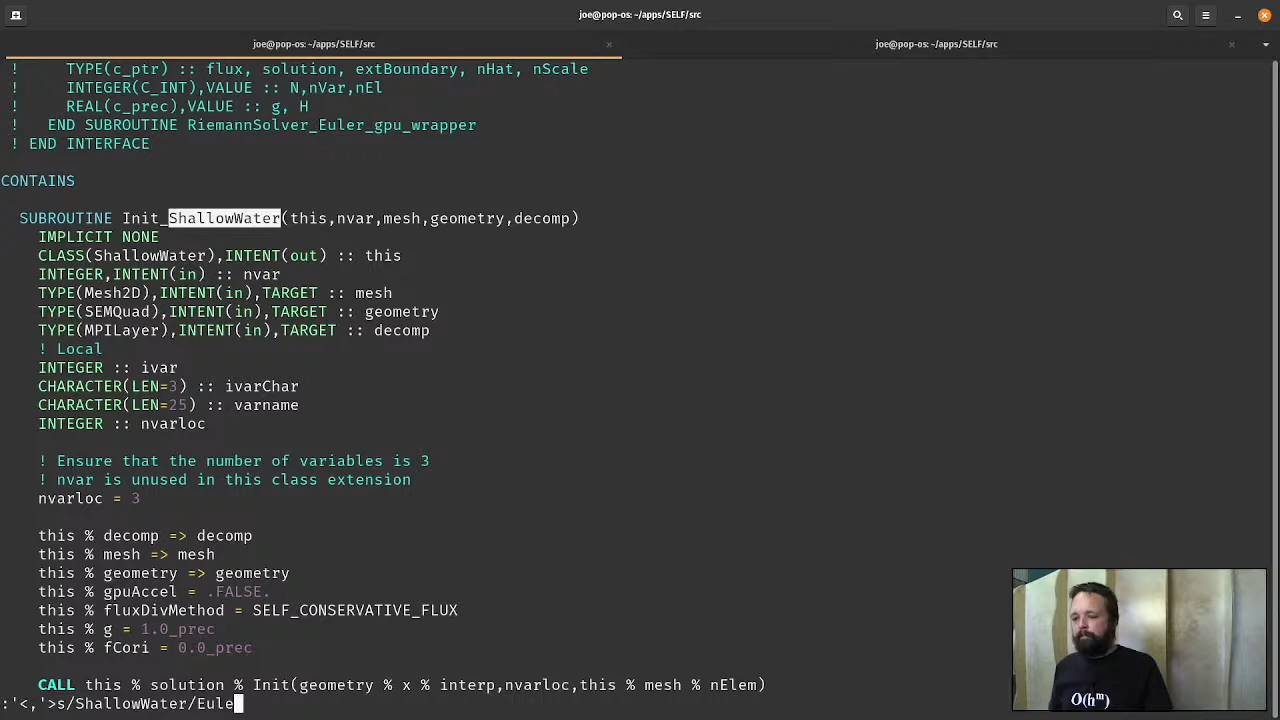 joe@pop-os: ~/apps/SELF/src
joe@pop-os: ~/apps/SELF/src
joe@pop-os: ~/apps/SELF/src
!      TYPE(c_ptr) :: flux, solution, extBoundary, nHat, nScale
!      INTEGER(C_INT),VALUE :: N,nVar,nEl
!      REAL(c_prec),VALUE :: g, H
!    END SUBROUTINE RiemannSolver_Euler_gpu_wrapper
! END INTERFACE
CONTAINS
SUBROUTINE Init_ShallowWater(this,nvar,mesh,geometry,decomp)
IMPLICIT NONE
CLASS(ShallowWater),INTENT(out) :: this
INTEGER,INTENT(in) :: nvar
TYPE(Mesh2D),INTENT(in),TARGET :: mesh
TYPE(SEMQuad),INTENT(in),TARGET :: geometry
TYPE(MPILayer),INTENT(in),TARGET :: decomp
! Local
INTEGER :: ivar
CHARACTER(LEN=3) :: ivarChar
CHARACTER(LEN=25) :: varname
INTEGER :: nvarloc
! Ensure that the number of variables is 3
! nvar is unused in this class extension
nvarloc = 3
this % decomp => decomp
this % mesh => mesh
this % geometry => geometry
this % gpuAccel = .FALSE.
this % fluxDivMethod = SELF_CONSERVATIVE_FLUX
this % g = 1.0_prec
this % fCori = 0.0_prec
CALL this % solution % Init(geometry % x % interp,nvarloc,this % mesh % nElem)
:'<,'>s/ShallowWater/Eule
O(hᵐ)